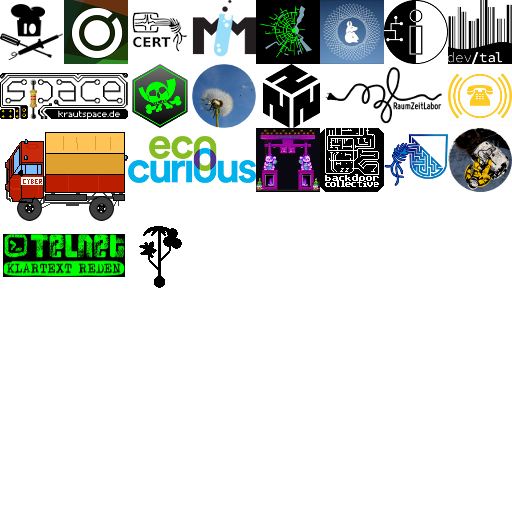 CERT
dev/tal
space
krautspace.de
RaumZeitLabor
CYBER
eco
curious
backdoor
collective
TELNET
KLARTEXT REDEN